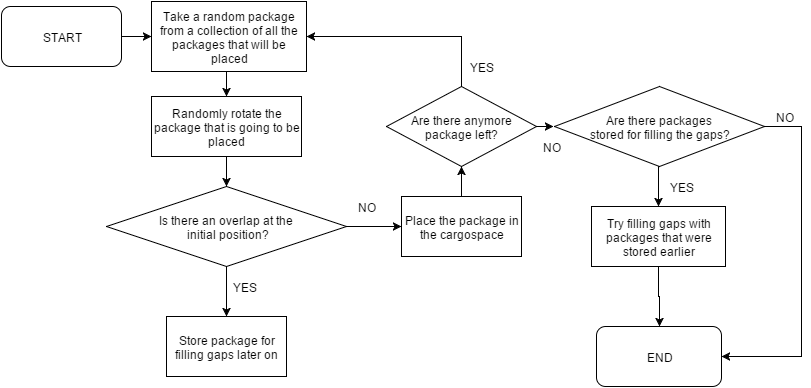 START
Take a random package
from a collection of all the
packages that will be
placed
Randomly rotate the
package that is going to be
placed
Is there an overlap at the
initial position?
YES
Store package for
filling gaps later on
NO
Place the package in
the cargospace
Are there anymore
package left?
YES
NO
Are there packages
stored for filling the gaps?
NO
YES
Try filling gaps with
packages that were
stored earlier
END